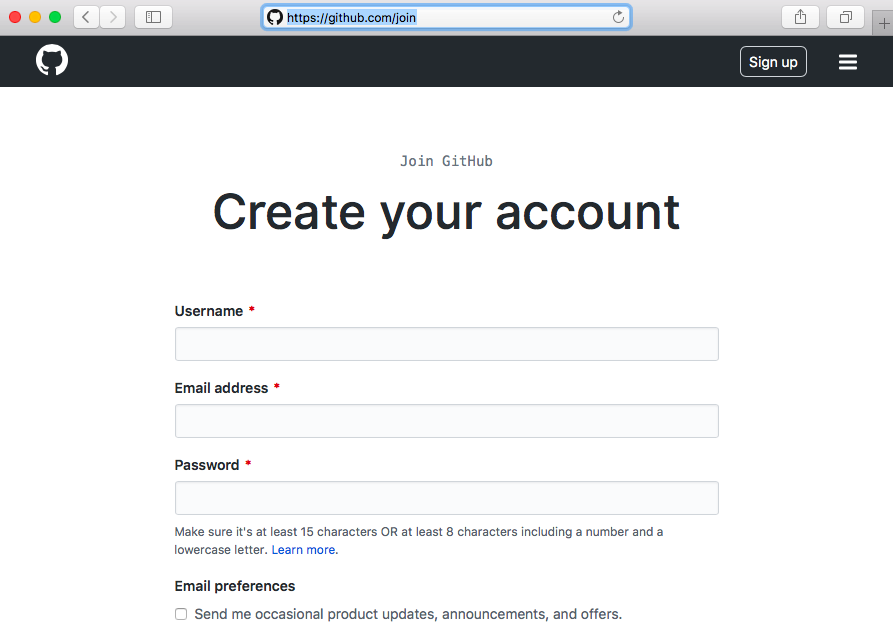 https://github.com/join
Sign up
Join GitHub
Create your account
Username *
Email address *
Password *
Make sure it's at least 15 characters OR at least 8 characters including a number and a
lowercase letter. Learn more.
Email preferences
Send me occasional product updates, announcements, and offers.